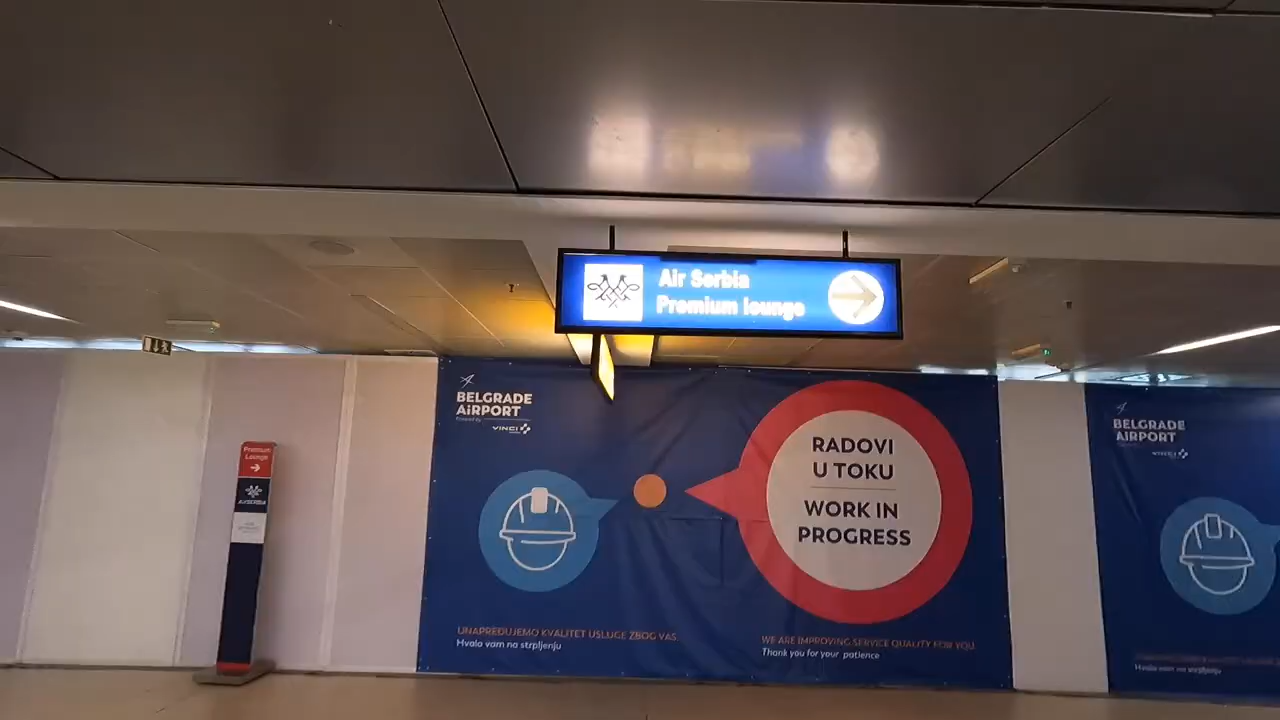 Air Serbia
Premium lounge
BELGRADE
AiRPORT
VINCI
RADOVI
U TOKU
WORK IN
PROGRESS
UNAPREĐUJEMO KVALITET USLUGE ZBOG VAS
Hvala vam na strpljenju
WE ARE IMPROVING SERVICE QUALITY FOR YOU
Thank you for your patience
Premium
Lounge
AirSERBIA
BELGRADE
AiRPORT
Hvala vam na strpljenju